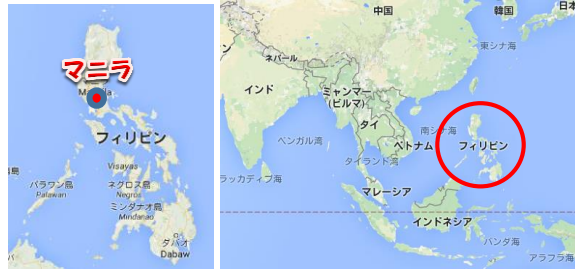 マニラ
フィリピン
Visayas
パラワン島
Palawan
ネグロス島
Negros
ミンダナオ島
Mindanao
ダバオ
Davao
中国
韓国
東シナ海
ネパール
インド
ミャンマー
(ビルマ)
タイ
ベンガル湾
ベトナム
南シナ海
フィリピン
タイランド湾
ラッカディブ海
マレーシア
インドネシア
バンダ海
アラフラ海